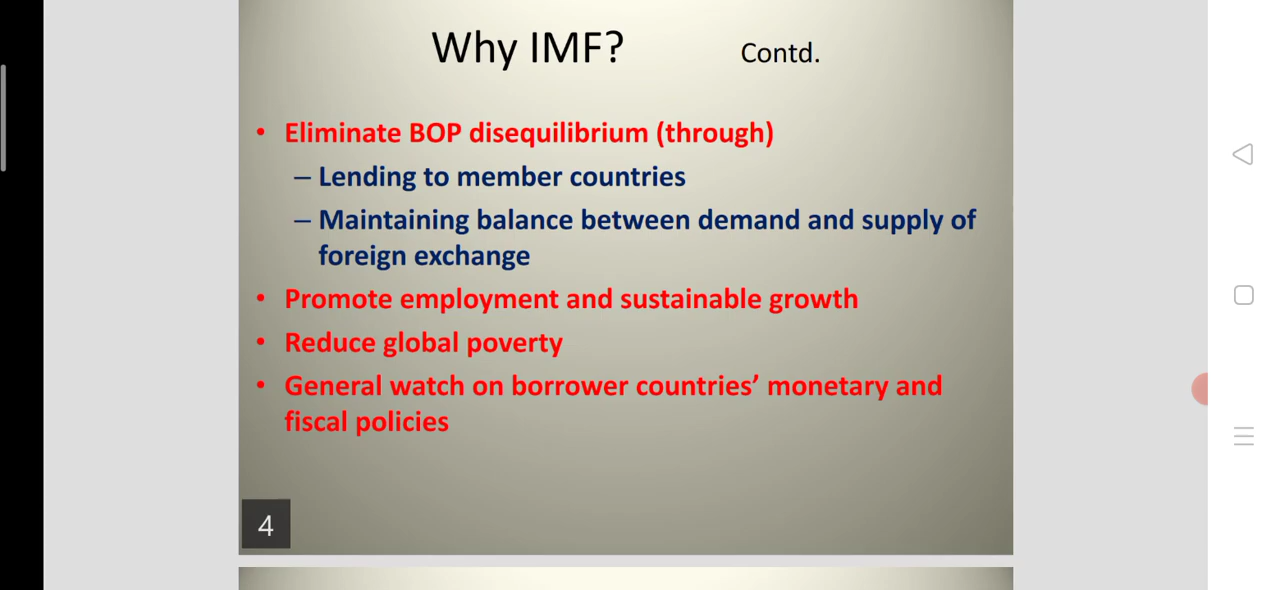 Why IMF? Contd.
• Eliminate BOP disequilibrium (through)
– Lending to member countries
– Maintaining balance between demand and supply of
foreign exchange
• Promote employment and sustainable growth
• Reduce global poverty
• General watch on borrower countries’ monetary and
fiscal policies
4